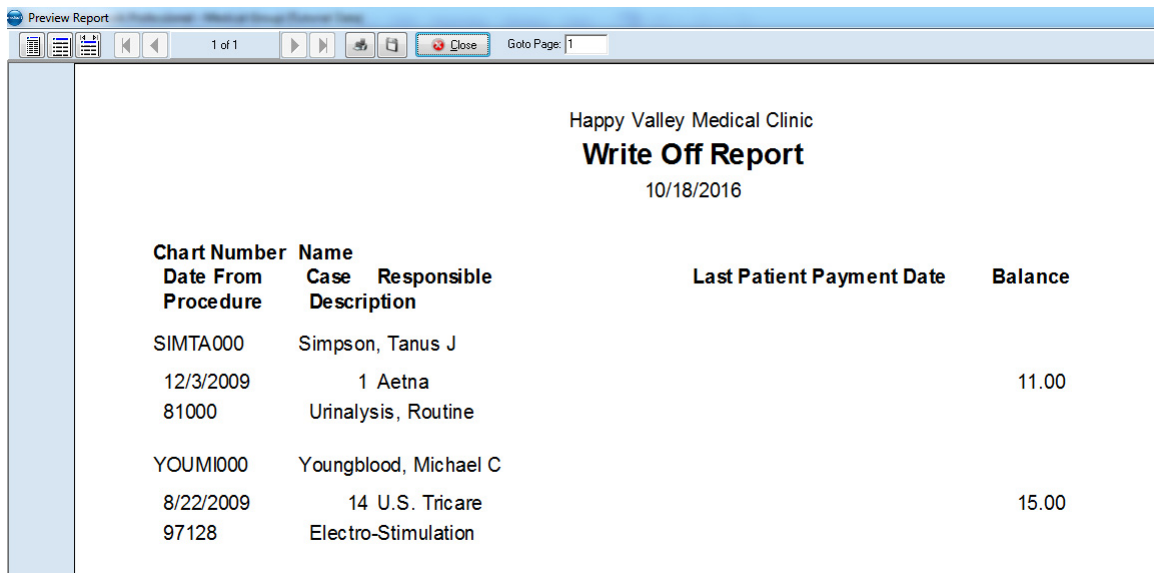 Preview Report
1 of 1 Close Goto Page: 1
Happy Valley Medical Clinic
Write Off Report
10/18/2016
Chart Number Name
Date From Case Responsible Last Patient Payment Date Balance
Procedure Description
SIMTA000 Simpson, Tanus J
12/3/2009 1 Aetna 11.00
81000 Urinalysis, Routine
YOUMI000 Youngblood, Michael C
8/22/2009 14 U.S. Tricare 15.00
97128 Electro-Stimulation